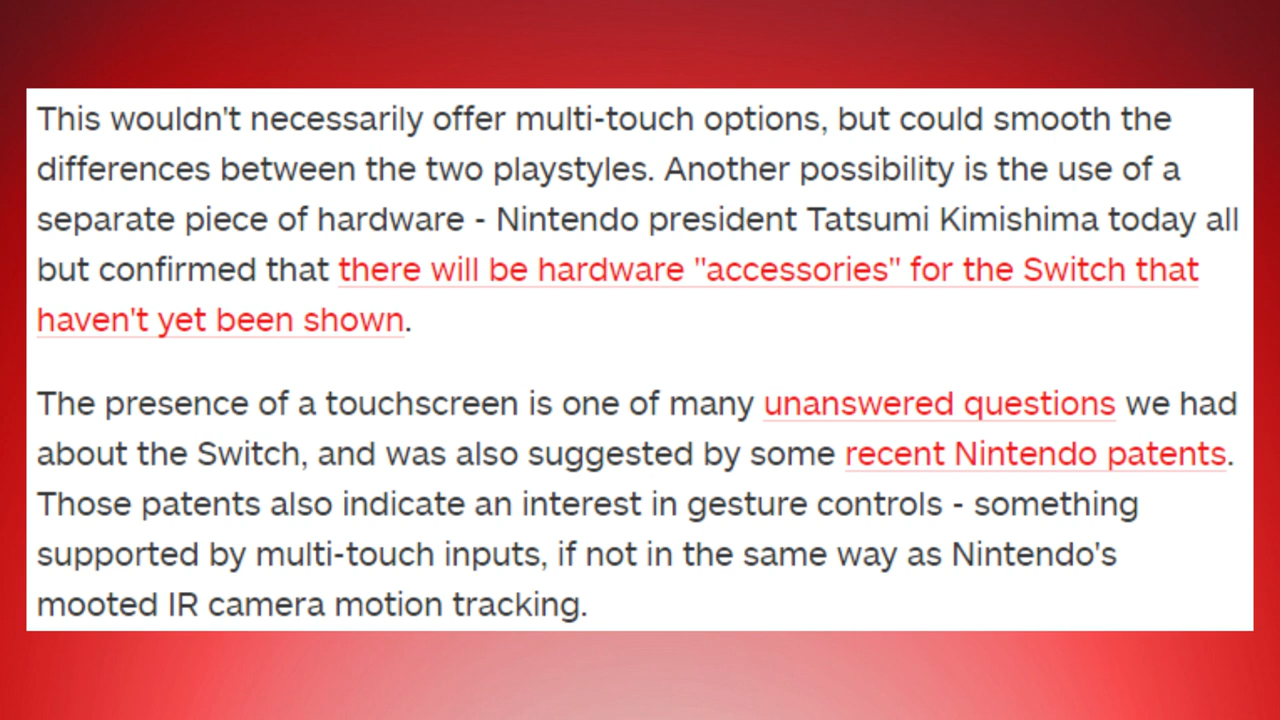 This wouldn't necessarily offer multi-touch options, but could smooth the
differences between the two playstyles. Another possibility is the use of a
separate piece of hardware - Nintendo president Tatsumi Kimishima today all
but confirmed that there will be hardware "accessories" for the Switch that
haven't yet been shown.
The presence of a touchscreen is one of many unanswered questions we had
about the Switch, and was also suggested by some recent Nintendo patents.
Those patents also indicate an interest in gesture controls - something
supported by multi-touch inputs, if not in the same way as Nintendo's
mooted IR camera motion tracking.